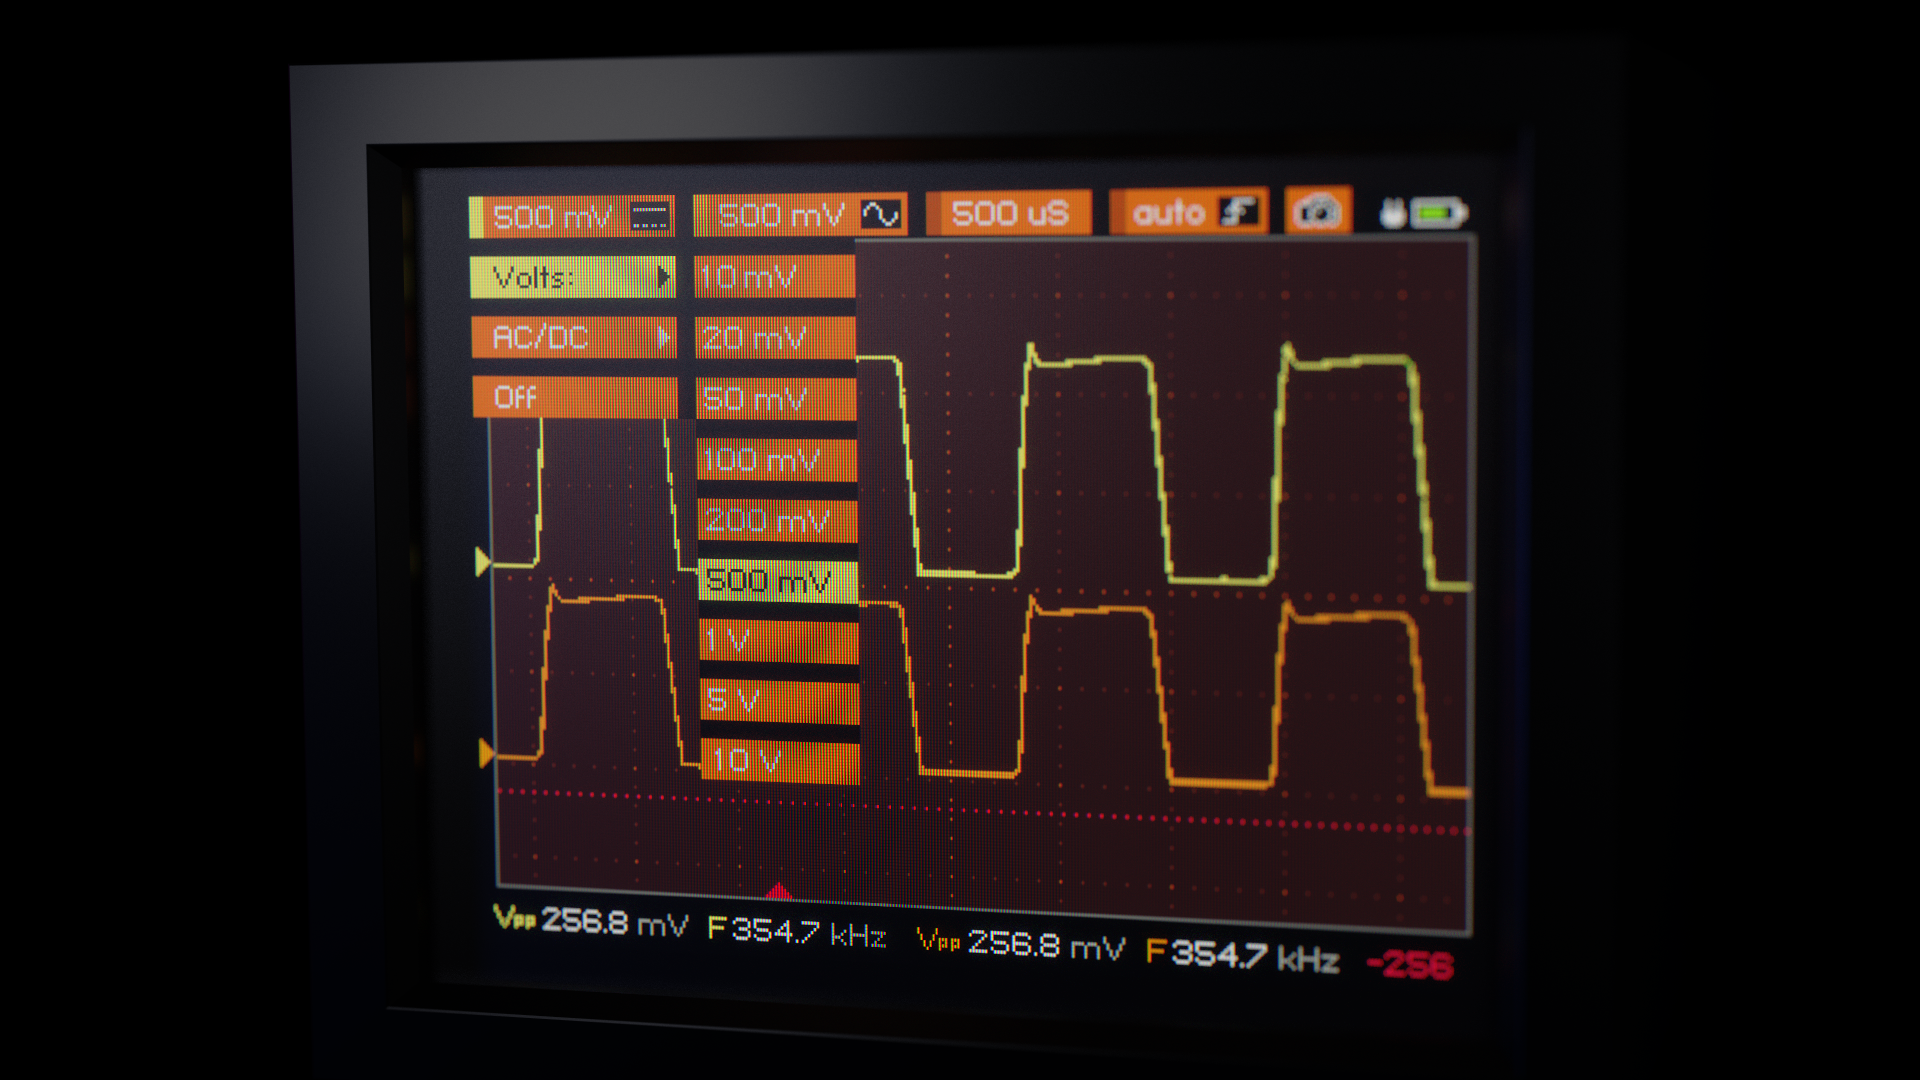 500 mV 500 mV 500 uS auto
Volts: 10 mV
AC/DC 20 mV
Off 50 mV
100 mV
200 mV
500 mV
1 V
5 V
10 V
Vpp 256.8 mV F 354.7 kHz Vpp 256.8 mV F 354.7 kHz -256